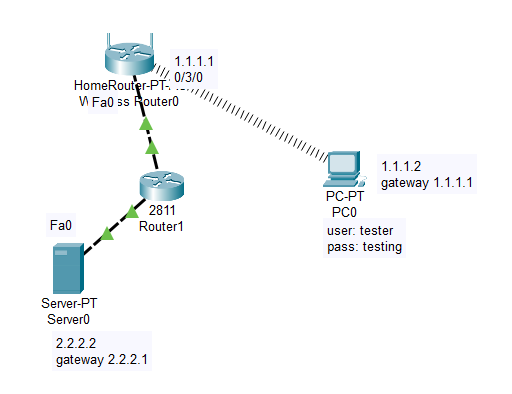 1.1.1.1
0/3/0
HomeRouter-PT-
Router0
Fa0
2811
Router1
PC-PT
PC0
1.1.1.2
gateway 1.1.1.1
user: tester
pass: testing
Fa0
Server-PT
Server0
2.2.2.2
gateway 2.2.2.1